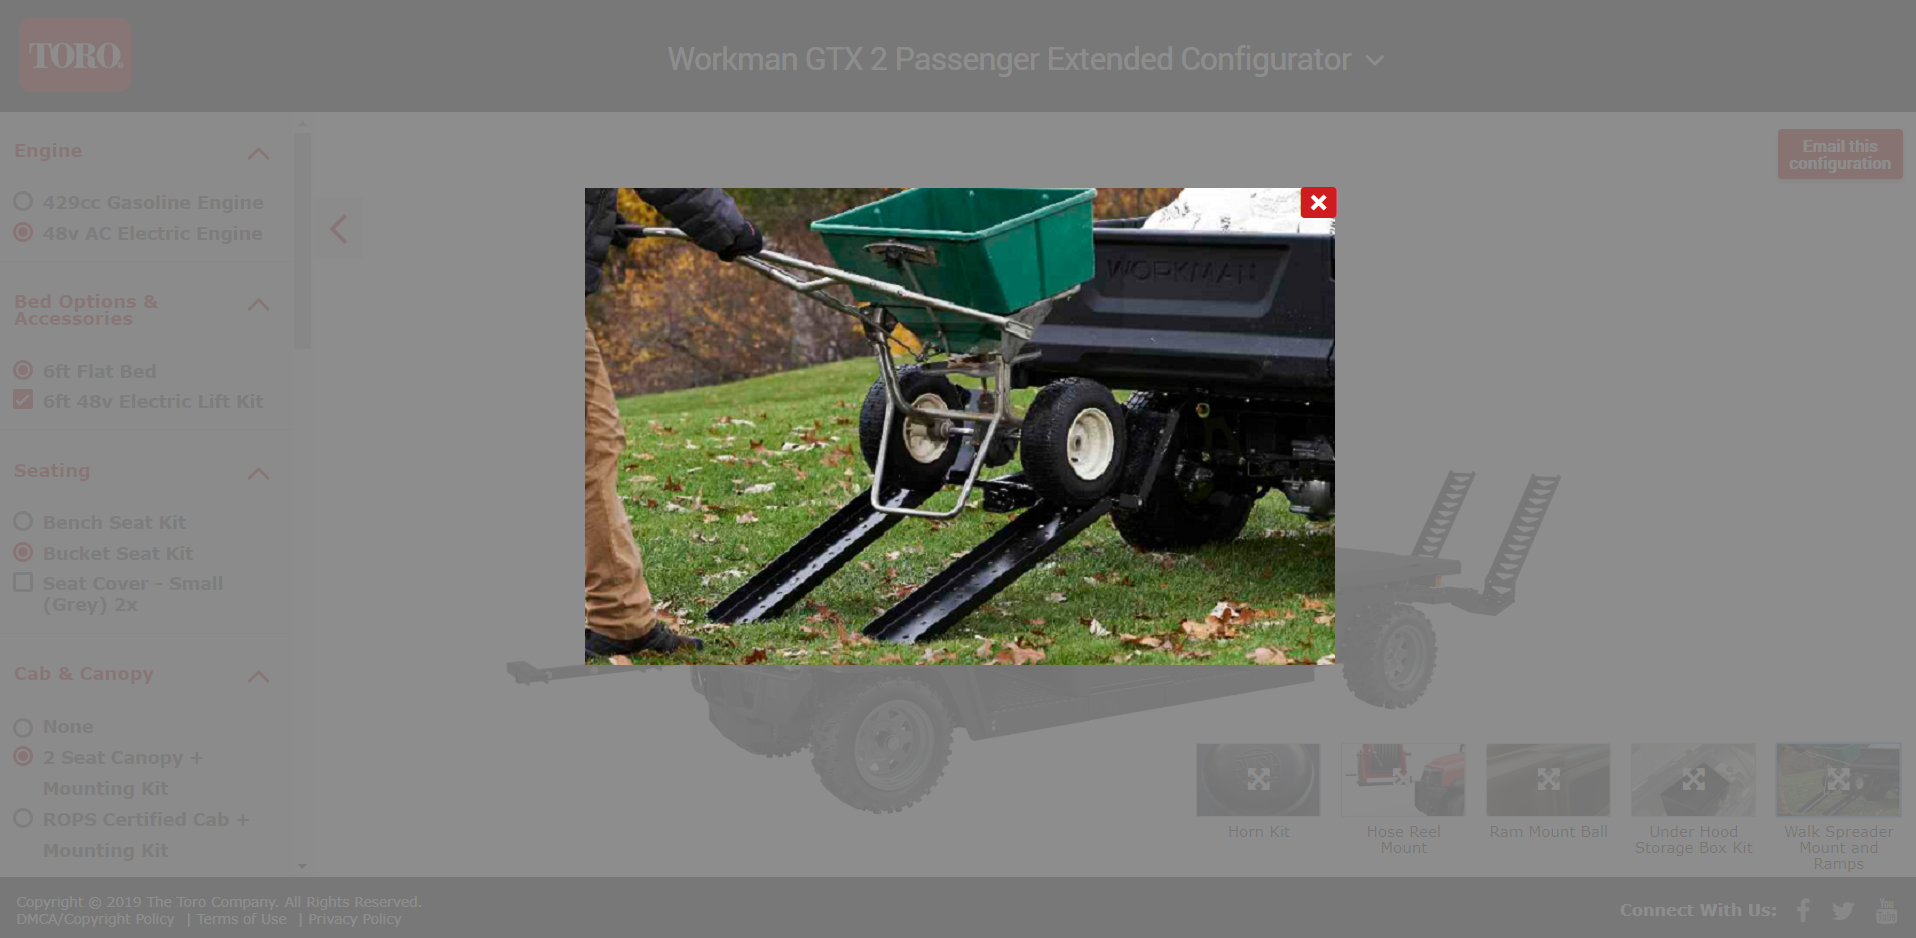 TORO
Workman GTX 2 Passenger Extended Configurator
Email this
configuration
Engine
429cc Gasoline Engine
48v AC Electric Engine
Bed Options &
Accessories
6ft Flat Bed
6ft 48v Electric Lift Kit
Seating
Bench Seat Kit
Bucket Seat Kit
Seat Cover - Small
(Grey) 2x
Cab & Canopy
None
2 Seat Canopy +
Mounting Kit
ROPS Certified Cab +
Mounting Kit
WORKMAN
Horn Kit
Hose Reel
Mount
Ram Mount Ball
Under Hood
Storage Box Kit
Walk Spreader
Mount and
Ramps
Copyright © 2019 The Toro Company. All Rights Reserved.
DMCA/Copyright Policy | Terms of Use | Privacy Policy
Connect With Us:
You
Tube